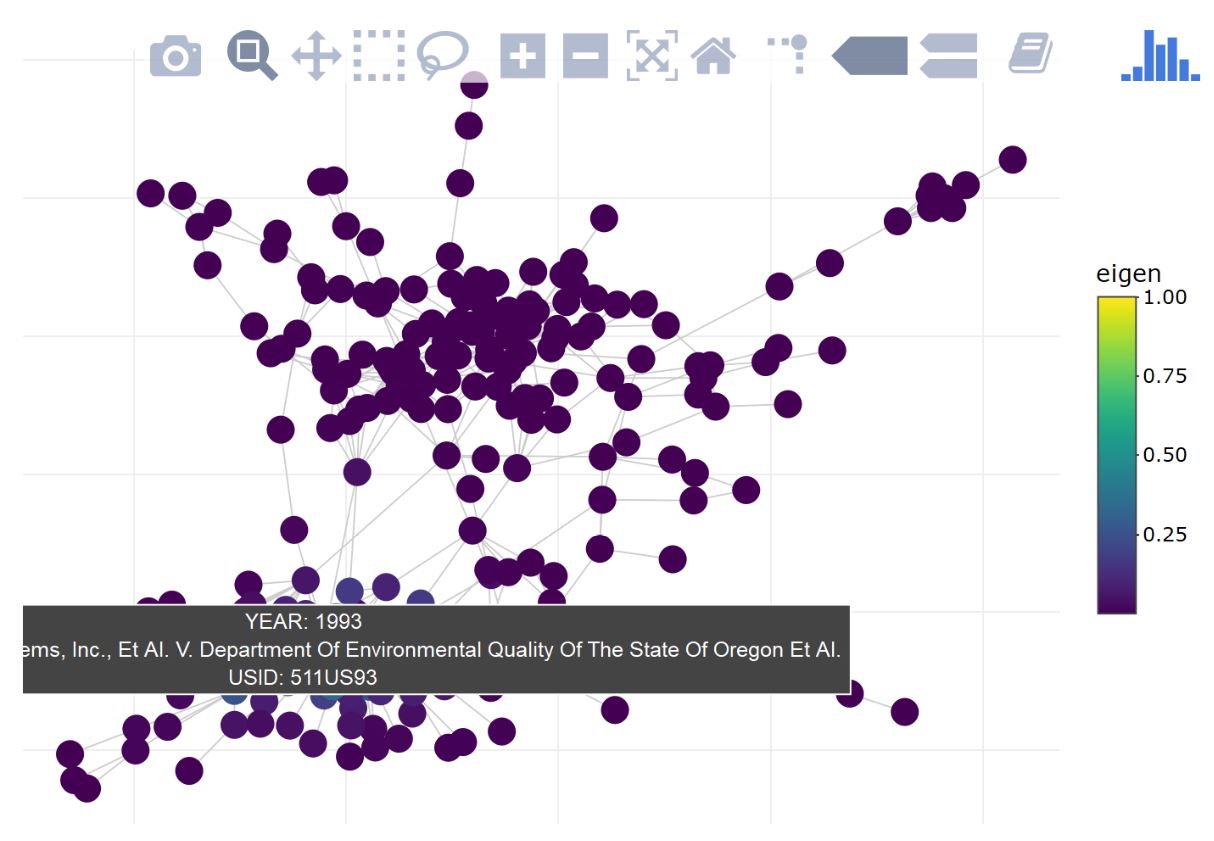 eigen
1.00
0.75
0.50
0.25
YEAR: 1993
Inc., Et Al. V. Department Of Environmental Quality Of The State Of Oregon Et Al.
USID: 511US93